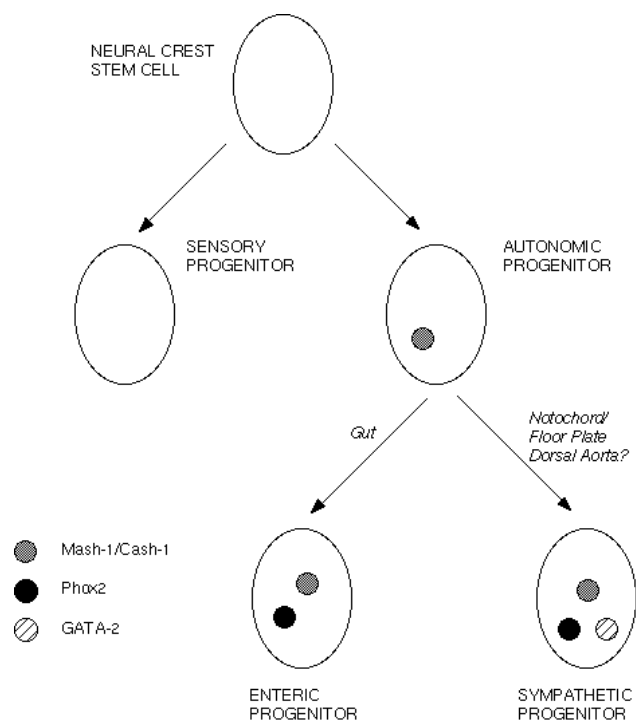 NEURAL CREST
STEM CELL
SENSORY
PROGENITOR
AUTONOMIC
PROGENITOR
Gut
Notochord/
Floor Plate
Dorsal Aorta?
Mash-1/Cash-1
Phox2
GATA-2
ENTERIC
PROGENITOR
SYMPATHETIC
PROGENITOR